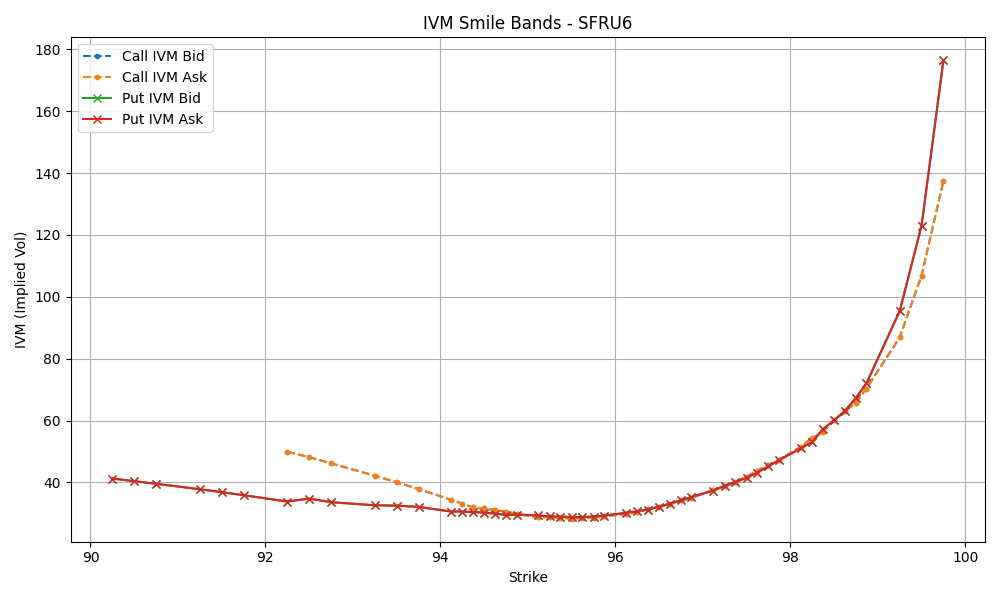 IVM Smile Bands - SFRU6
Call IVM Bid
Call IVM Ask
Put IVM Bid
Put IVM Ask
IVM (Implied Vol)
180
160
140
120
100
80
60
40
90 92 94 96 98 100
Strike